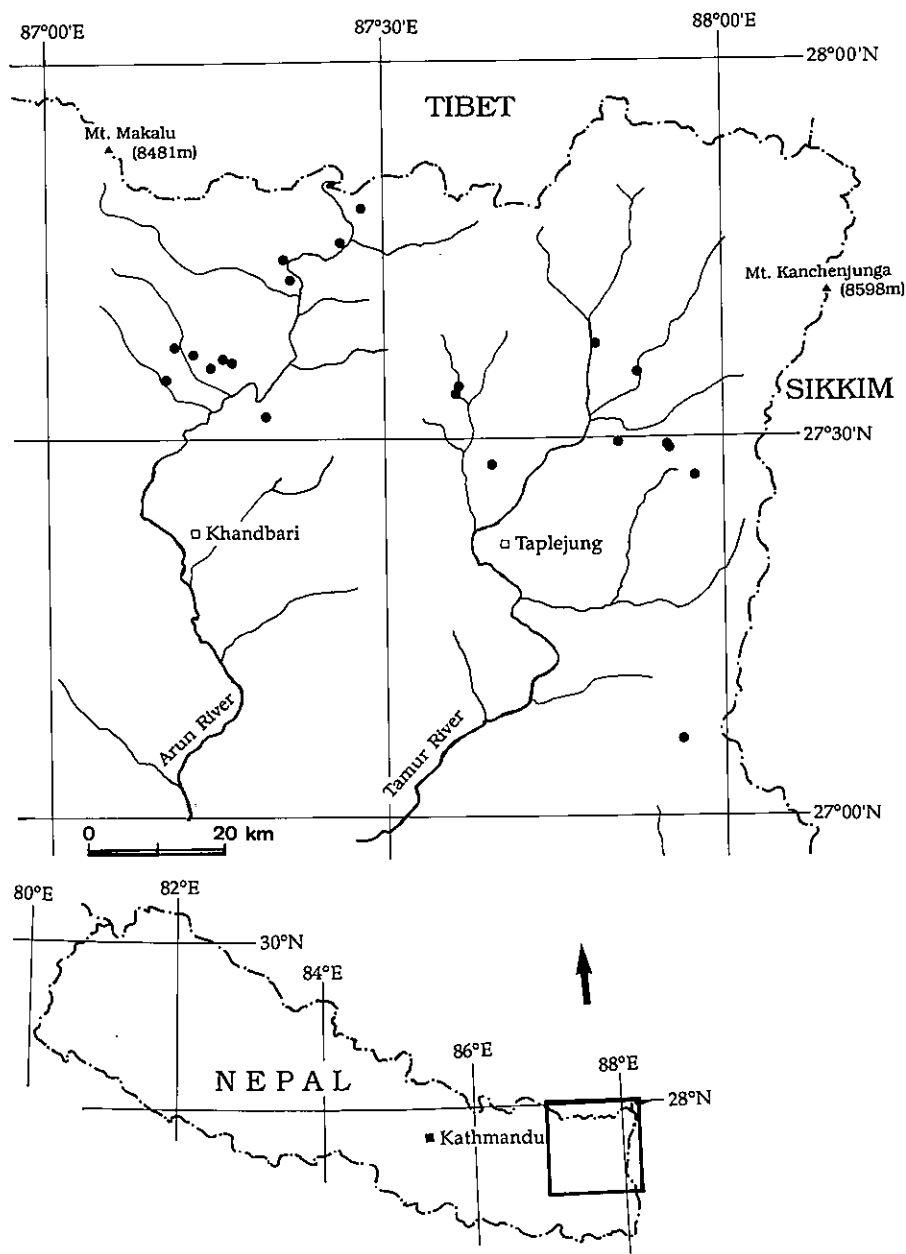 87°00'E
87°30'E
88°00'E
28°00'N
TIBET
Mt. Makalu
(8481m)
Mt. Kanchenjunga
(8598m)
SIKKIM
27°30'N
Khandbari
Taplejung
Arun River
Tamur River
27°00'N
0 20 km
80°E
82°E
30°N
84°E
86°E
88°E
NEPAL
28°N
Kathmandu